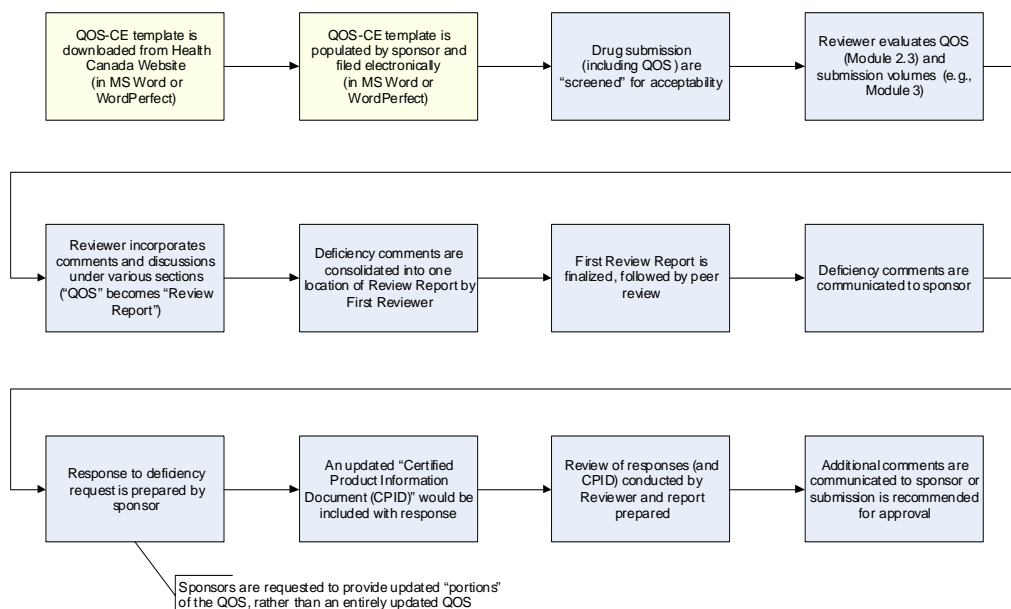 QOS-CE template is
downloaded from Health
Canada Website
(in MS Word or
WordPerfect)
QOS-CE template is
populated by sponsor and
filed electronically
(in MS Word or
WordPerfect)
Drug submission
(including QOS) are
“screened” for acceptability
Reviewer evaluates QOS
(Module 2.3) and
submission volumes (e.g.,
Module 3)
Reviewer incorporates
comments and discussions
under various sections
(“QOS” becomes “Review
Report”)
Deficiency comments are
consolidated into one
location of Review Report by
First Reviewer
First Review Report is
finalized, followed by peer
review
Deficiency comments are
communicated to sponsor
Response to deficiency
request is prepared by
sponsor
An updated “Certified
Product Information
Document (CPID)” would be
included with response
Review of responses (and
CPID) conducted by
Reviewer and report
prepared
Additional comments are
communicated to sponsor or
submission is recommended
for approval
Sponsors are requested to provide updated “portions”
of the QOS, rather than an entirely updated QOS